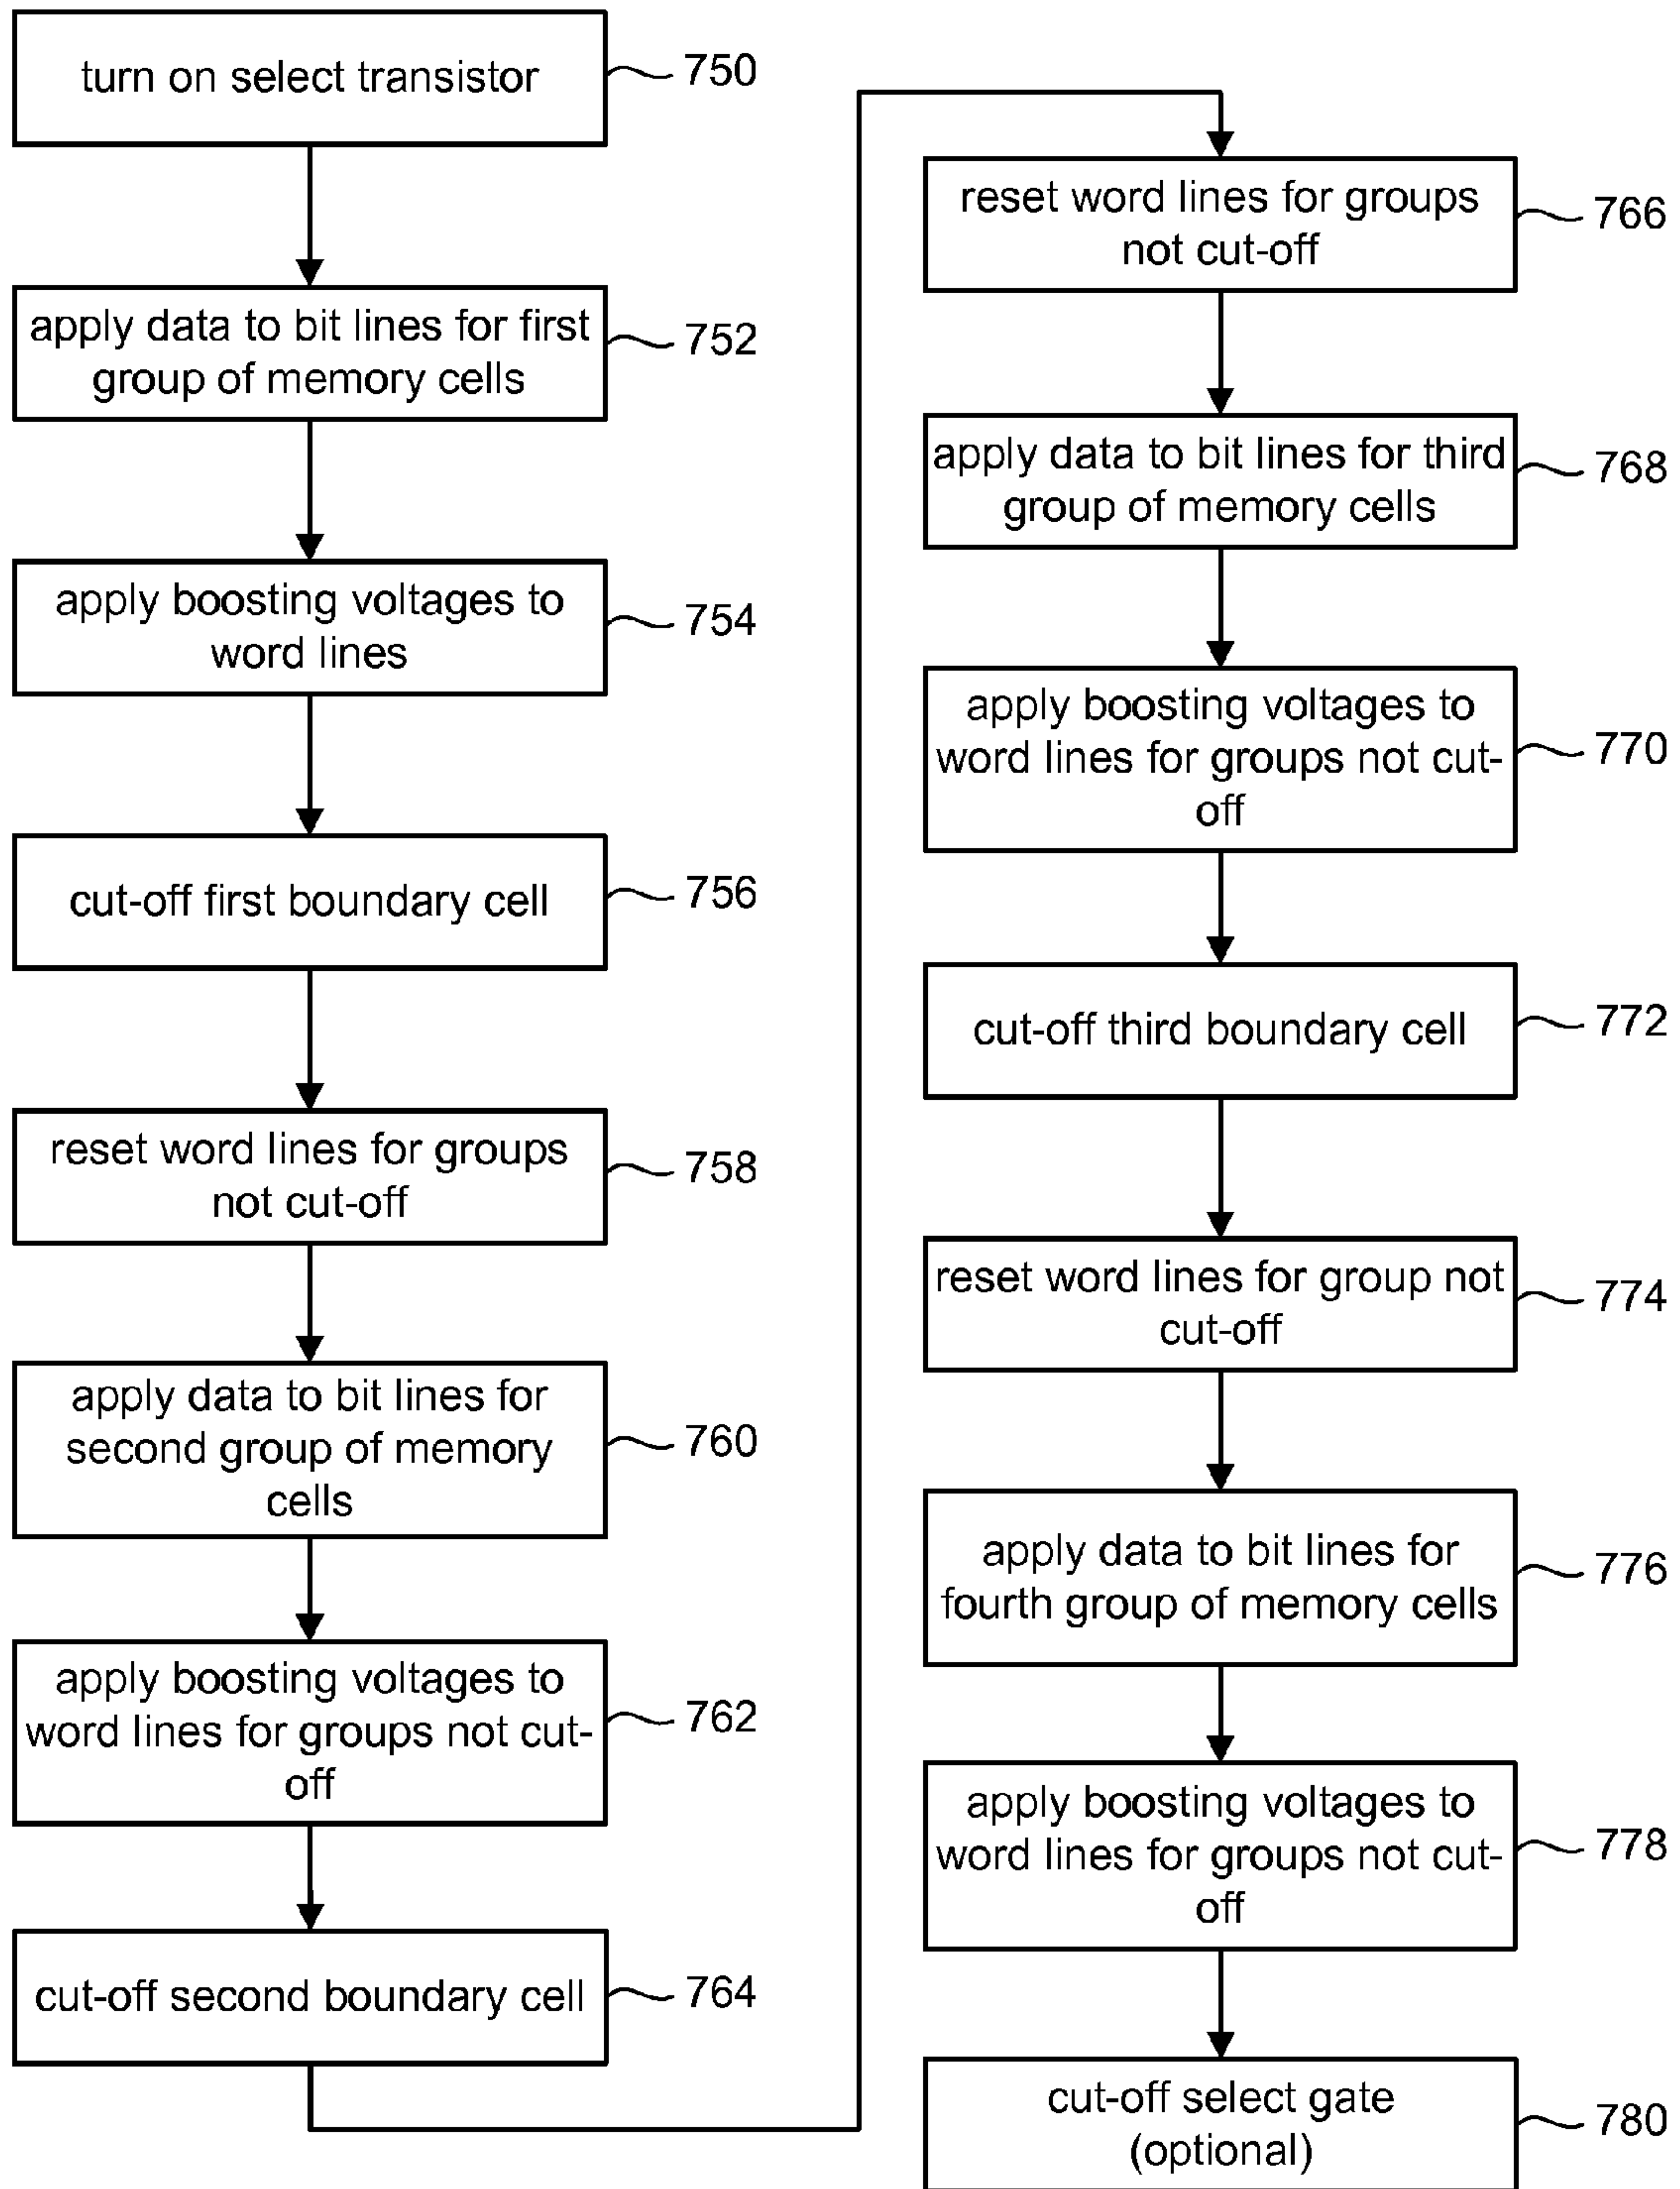 turn on select transistor
750
apply data to bit lines for first
group of memory cells
752
apply boosting voltages to
word lines
754
cut-off first boundary cell
756
reset word lines for groups
not cut-off
758
apply data to bit lines for
second group of memory
cells
760
apply boosting voltages to
word lines for groups not cut-
off
762
cut-off second boundary cell
764
reset word lines for groups
not cut-off
766
apply data to bit lines for third
group of memory cells
768
apply boosting voltages to
word lines for groups not cut-
off
770
cut-off third boundary cell
772
reset word lines for group not
cut-off
774
apply data to bit lines for
fourth group of memory cells
776
apply boosting voltages to
word lines for groups not cut-
off
778
cut-off select gate
(optional)
780